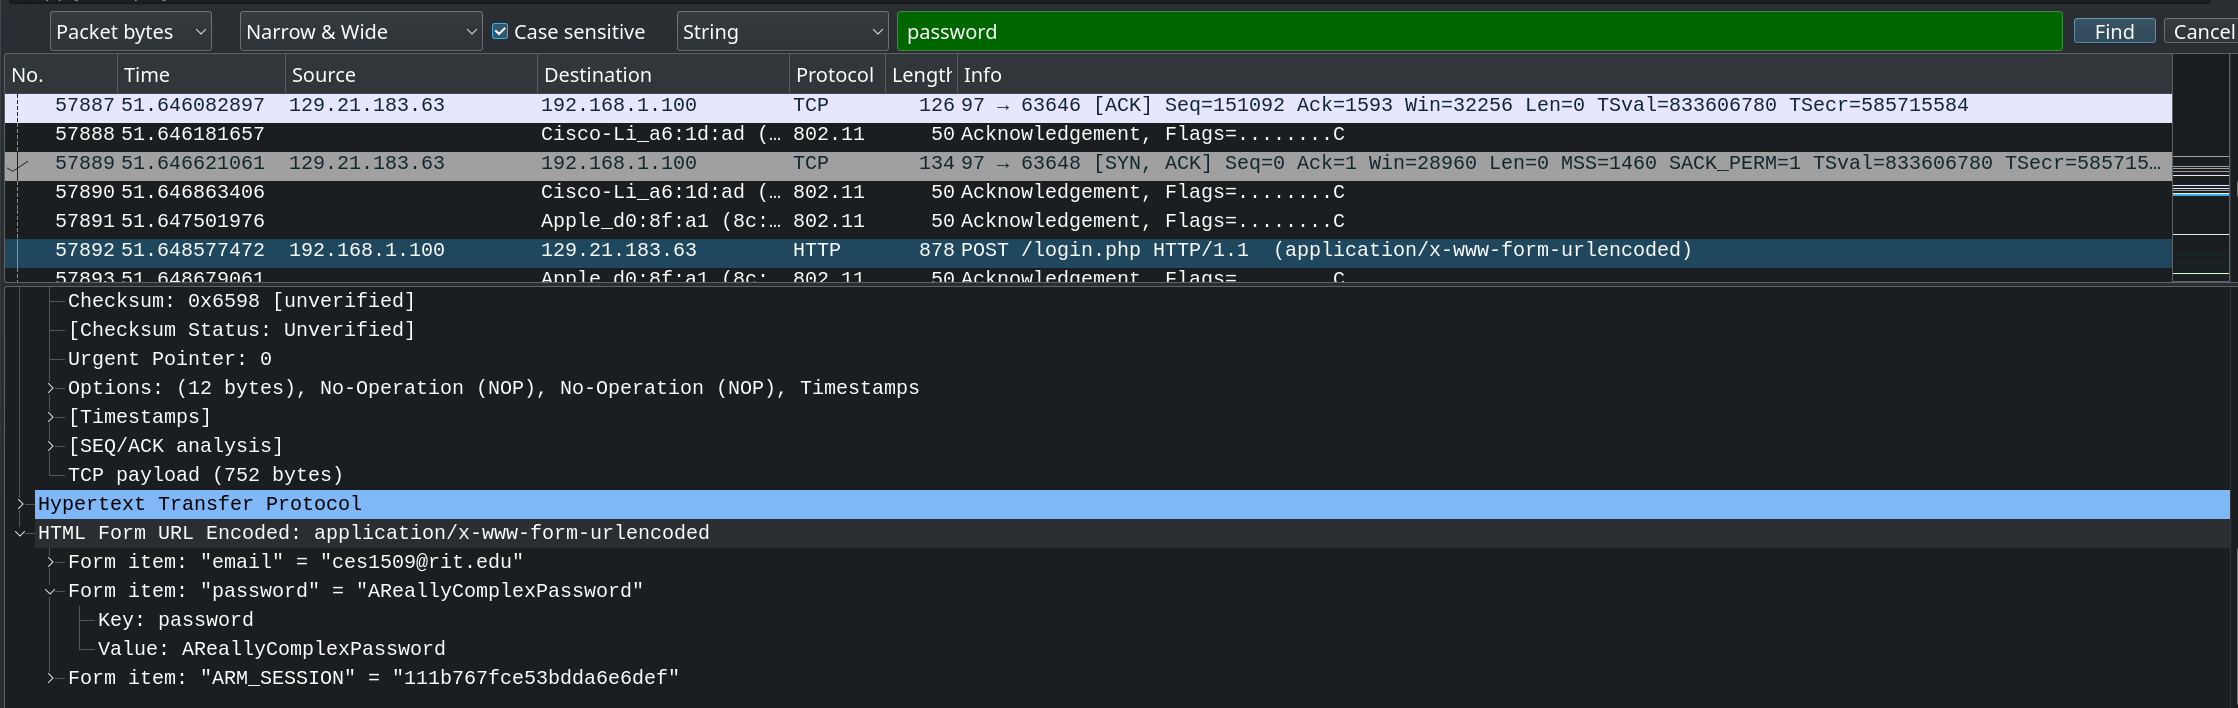 Packet bytes Narrow & Wide Case sensitive String password Find Cancel
No. Time Source Destination Protocol Length Info
57887 51.646082897 129.21.183.63 192.168.1.100 TCP 126 97 → 63646 [ACK] Seq=151092 Ack=1593 Win=32256 Len=0 TSval=833606780 TSecr=585715584
57888 51.646181657 Cisco-Li_a6:1d:ad (… 802.11 50 Acknowledgement, Flags=........C
57889 51.646621061 129.21.183.63 192.168.1.100 TCP 134 97 → 63648 [SYN, ACK] Seq=0 Ack=1 Win=28960 Len=0 MSS=1460 SACK_PERM=1 TSval=833606780 TSecr=585715…
57890 51.646863406 Cisco-Li_a6:1d:ad (… 802.11 50 Acknowledgement, Flags=........C
57891 51.647501976 Apple_d0:8f:a1 (8c:… 802.11 50 Acknowledgement, Flags=........C
57892 51.648577472 192.168.1.100 129.21.183.63 HTTP 878 POST /login.php HTTP/1.1  (application/x-www-form-urlencoded)
57893 51.648679061 Apple_d0:8f:a1 (8c: 802.11 50 Acknowledgement, Flags= C
Checksum: 0x6598 [unverified]
[Checksum Status: Unverified]
Urgent Pointer: 0
Options: (12 bytes), No-Operation (NOP), No-Operation (NOP), Timestamps
[Timestamps]
[SEQ/ACK analysis]
TCP payload (752 bytes)
Hypertext Transfer Protocol
HTML Form URL Encoded: application/x-www-form-urlencoded
Form item: "email" = "ces1509@rit.edu"
Form item: "password" = "AReallyComplexPassword"
Key: password
Value: AReallyComplexPassword
Form item: "ARM_SESSION" = "111b767fce53bdda6e6def"